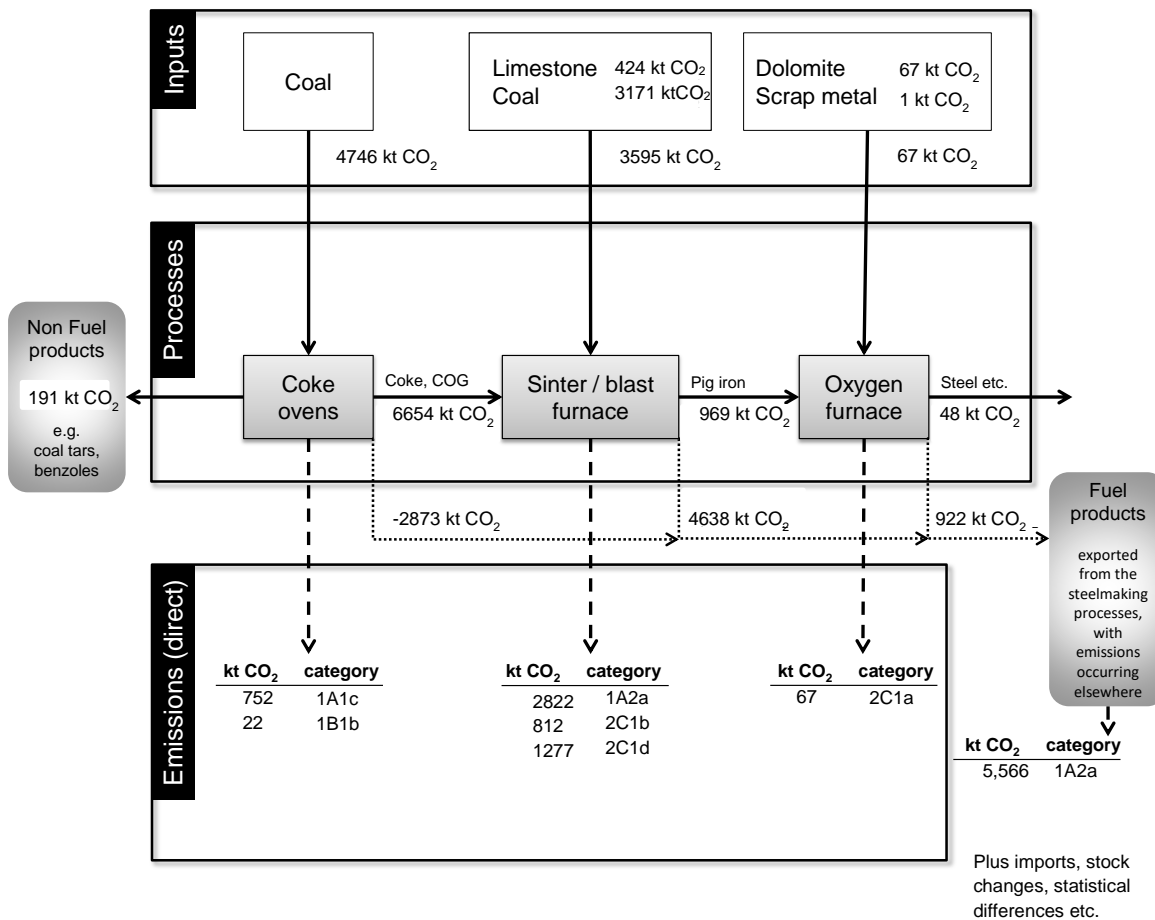 Inputs
Coal
Limestone 424 kt CO₂
Coal 3171 ktCO₂
Dolomite 67 kt CO₂
Scrap metal 1 kt CO₂
4746 kt CO₂
3595 kt CO₂
67 kt CO₂
Processes
Non Fuel
products
191 kt CO₂
e.g.
coal tars,
benzoles
Coke
ovens
Coke, COG
6654 kt CO₂
Sinter / blast
furnace
Pig iron
969 kt CO₂
Oxygen
furnace
Steel etc.
48 kt CO₂
-2873 kt CO₂
4638 kt CO₂
922 kt CO₂
Fuel
products
exported
from the
steelmaking
processes,
with
emissions
occurring
elsewhere
Emissions (direct)
kt CO₂ category
752 1A1c
22 1B1b
kt CO₂ category
2822 1A2a
812 2C1b
1277 2C1d
kt CO₂ category
67 2C1a
kt CO₂ category
5,566 1A2a
Plus imports, stock
changes, statistical
differences etc.